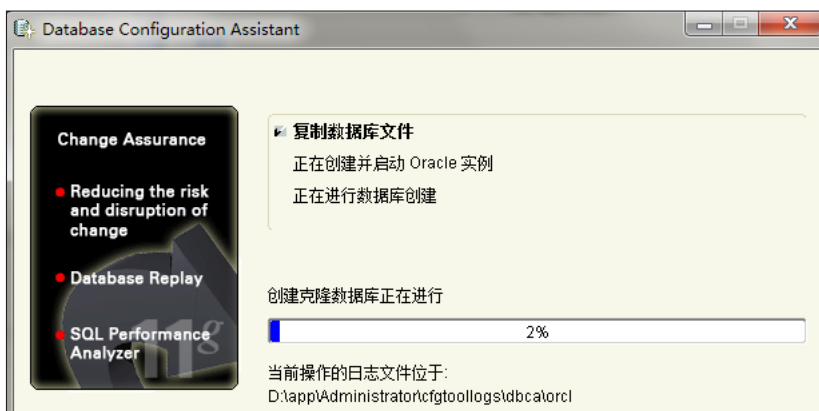 Database Configuration Assistant
Change Assurance
Reducing the risk
and disruption of
change
Database Replay
SQL Performance
Analyzer
11g
复制数据库文件
正在创建并启动 Oracle 实例
正在进行数据库创建
创建克隆数据库正在进行
2%
当前操作的日志文件位于:
D:\app\Administrator\cfgtoollogs\dbca\orcl